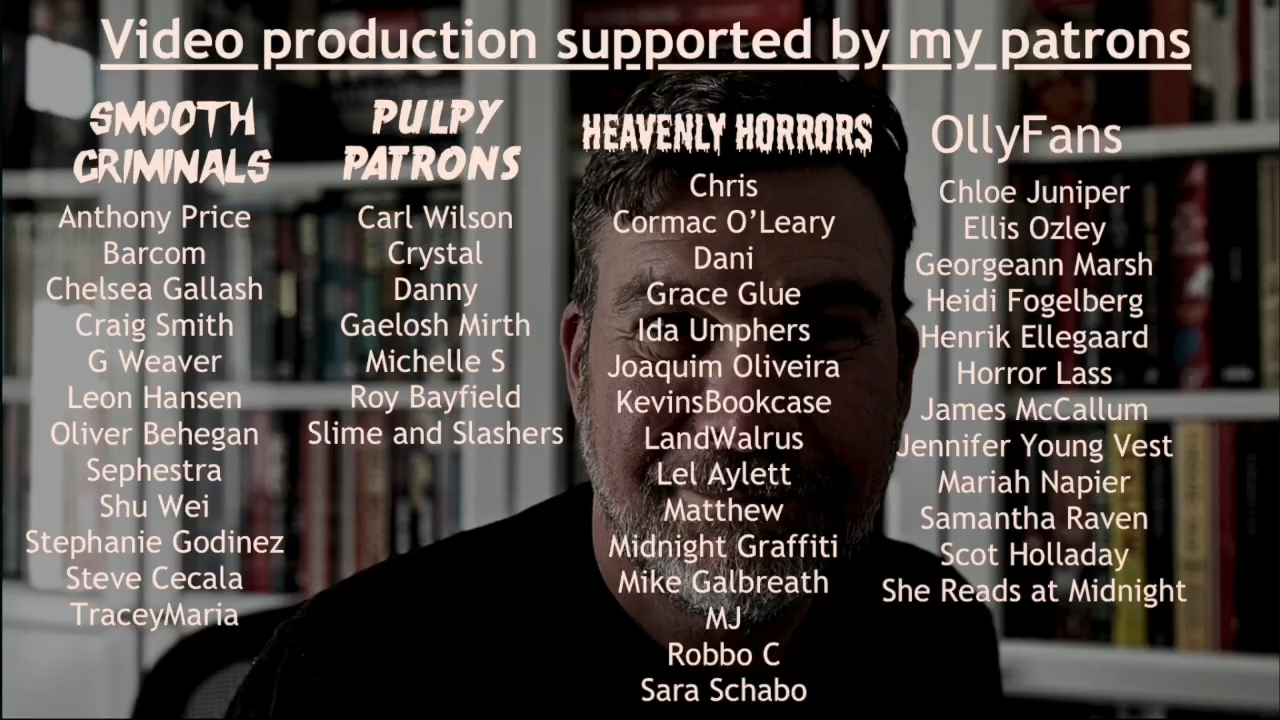 Video production supported by my patrons
SMOOTH
CRIMINALS
Anthony Price
Barcom
Chelsea Gallash
Craig Smith
G Weaver
Leon Hansen
Oliver Behegan
Sephestra
Shu Wei
Stephanie Godinez
Steve Cecala
TraceyMaria
PULPY
PATRONS
Carl Wilson
Crystal
Danny
Gaelosh Mirth
Michelle S
Roy Bayfield
Slime and Slashers
HEAVENLY HORRORS
Chris
Cormac O’Leary
Dani
Grace Glue
Ida Umphers
Joaquim Oliveira
KevinsBookcase
LandWalrus
Lel Aylett
Matthew
Midnight Graffiti
Mike Galbreath
MJ
Robbo C
Sara Schabo
OllyFans
Chloe Juniper
Ellis Ozley
Georgeann Marsh
Heidi Fogelberg
Henrik Ellegaard
Horror Lass
James McCallum
Jennifer Young Vest
Mariah Napier
Samantha Raven
Scot Holladay
She Reads at Midnight